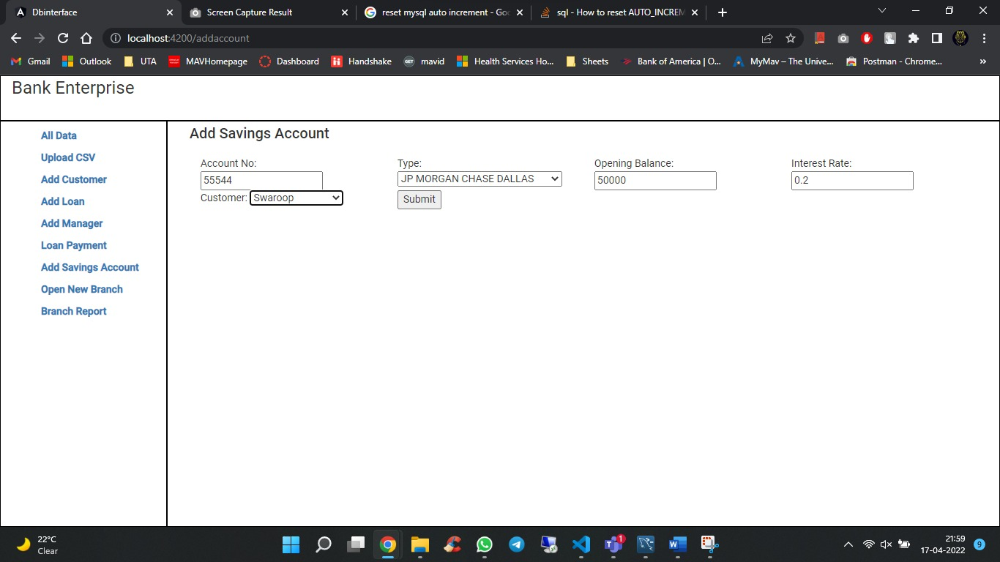 Dbinterface
Screen Capture Result
reset mysql auto increment - Goo
sql - How to reset AUTO_INCREM
localhost:4200/addaccount
Gmail
Outlook
UTA
MAVHomepage
Dashboard
Handshake
GET
mavid
Health Services Ho...
Sheets
Bank of America | O...
MyMav – The Unive...
Postman - Chrome...
»
Bank Enterprise
All Data
Upload CSV
Add Customer
Add Loan
Add Manager
Loan Payment
Add Savings Account
Open New Branch
Branch Report
Add Savings Account
Account No:
55544
Type:
JP MORGAN CHASE DALLAS
Opening Balance:
50000
Interest Rate:
0.2
Customer: Swaroop
Submit
22°C
Clear
1
21:59
17-04-2022
9